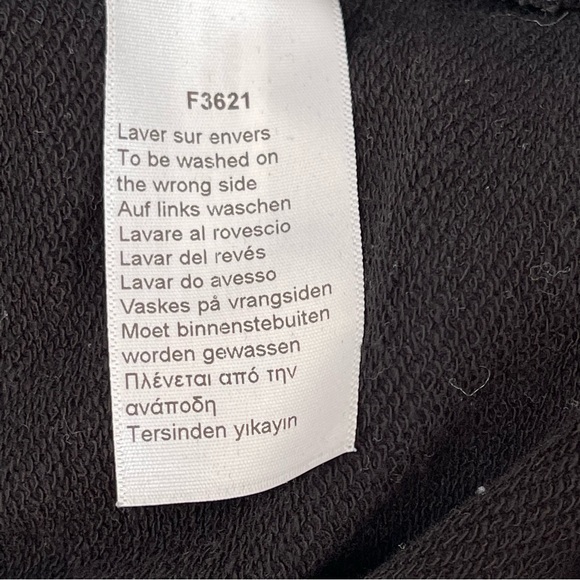 F3621
Laver sur envers
To be washed on
the wrong side
Auf links waschen
Lavare al rovescio
Lavar del revés
Lavar do avesso
Vaskes på vrangsiden
Moet binnenstebuiten
worden gewassen
Πλένεται από την
ανάποδη
Tersinden yıkayın